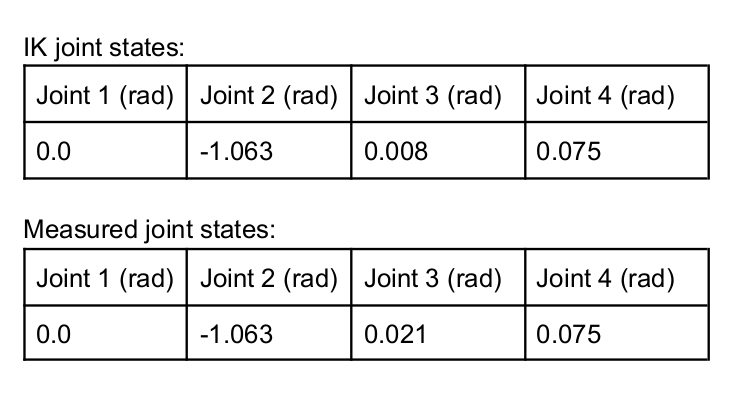 IK joint states:
Joint 1 (rad) Joint 2 (rad) Joint 3 (rad) Joint 4 (rad)
0.0 -1.063 0.008 0.075
Measured joint states:
Joint 1 (rad) Joint 2 (rad) Joint 3 (rad) Joint 4 (rad)
0.0 -1.063 0.021 0.075